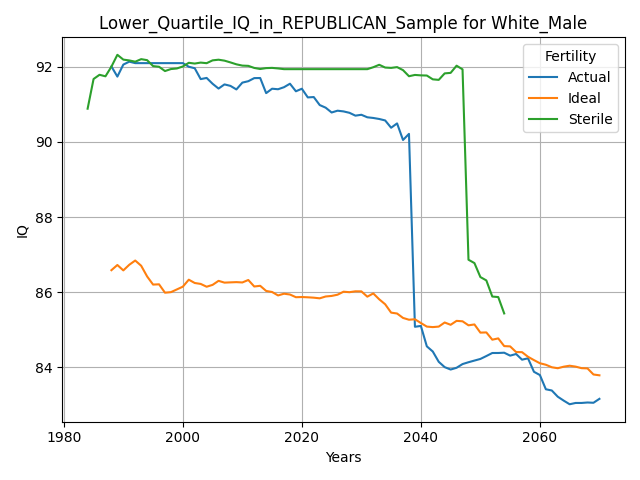 Lower_Quartile_IQ_in_REPUBLICAN_Sample for White_Male
Fertility
Actual
Ideal
Sterile
IQ
92
90
88
86
84
1980
2000
2020
2040
2060
Years